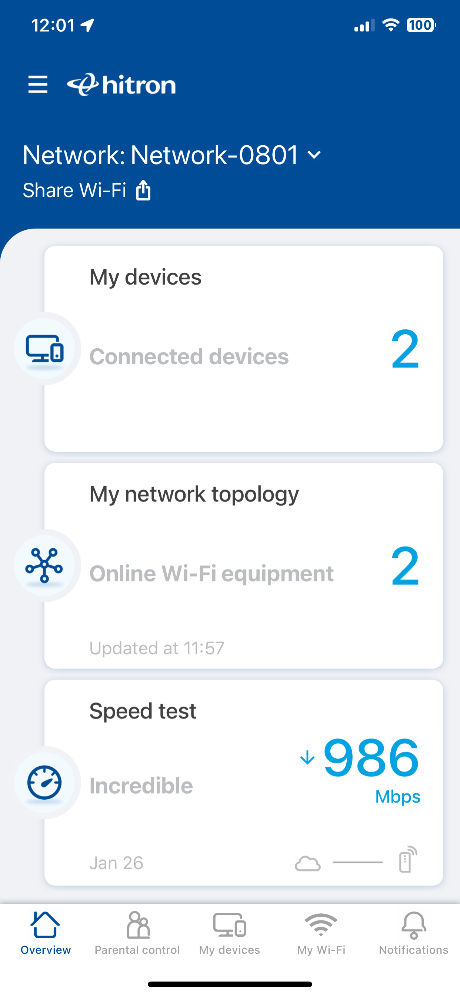 12:01
100
hitron
Network: Network-0801
Share Wi-Fi
My devices
Connected devices
2
My network topology
Online Wi-Fi equipment
2
Updated at 11:57
Speed test
986
Incredible
Mbps
Jan 26
Overview
Parental control
My devices
My Wi-Fi
Notifications